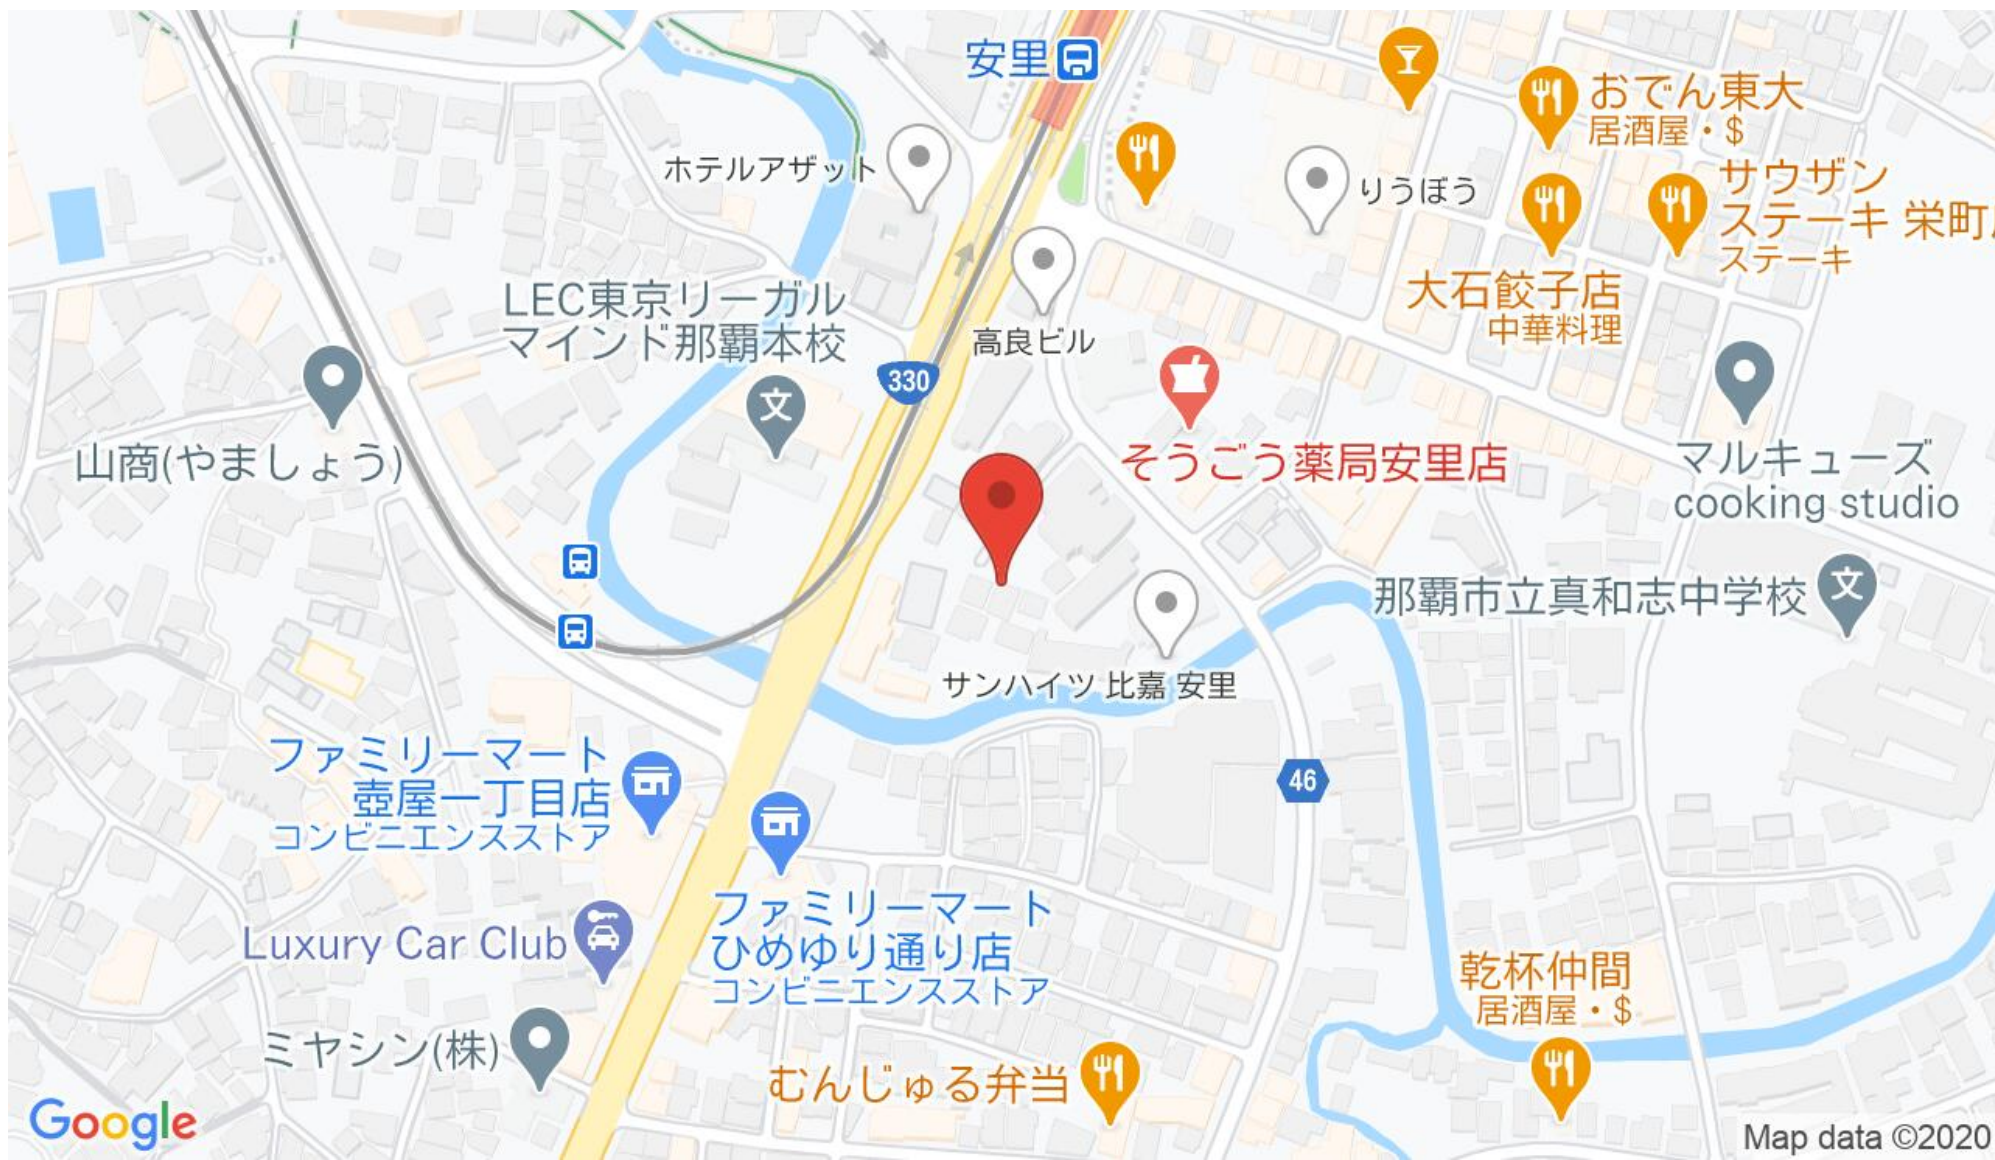 安里
おでん東大
居酒屋・$
ホテルアザット
りうぼう
サウザン
ステーキ 栄町
ステーキ
LEC東京リーガル
マインド那覇本校
大石餃子店
中華料理
高良ビル
330
山商(やましょう)
そうごう薬局安里店
マルキューズ
cooking studio
那覇市立真和志中学校
サンハイツ 比嘉 安里
ファミリーマート
壺屋一丁目店
コンビニエンスストア
46
ファミリーマート
ひめゆり通り店
コンビニエンスストア
Luxury Car Club
乾杯仲間
居酒屋・$
ミヤシン(株)
むんじゅる弁当
Google
Map data ©2020
文
文